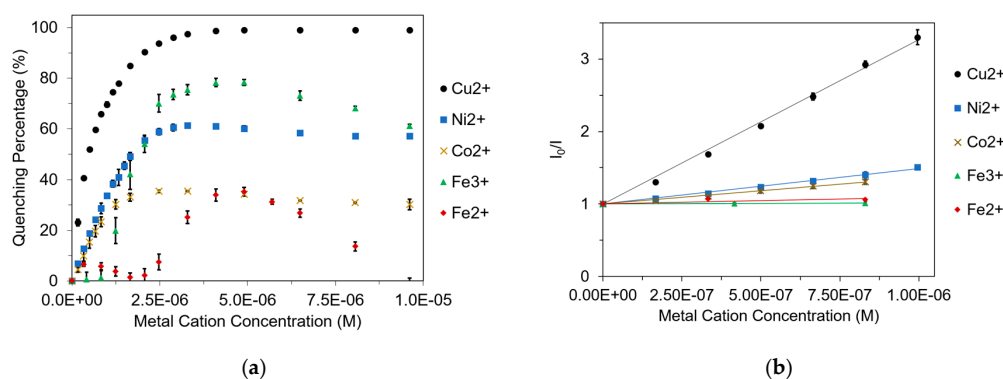 100
80
60
40
20
0
Quenching Percentage (%)
0.0E+00 2.5E-06 5.0E-06 7.5E-06 1.0E-05
Metal Cation Concentration (M)
Cu2+
Ni2+
Co2+
Fe3+
Fe2+
(a)
3
2
1
0
I0/I
0.00E+00 2.50E-07 5.00E-07 7.50E-07 1.00E-06
Metal Cation Concentration (M)
Cu2+
Ni2+
Co2+
Fe3+
Fe2+
(b)